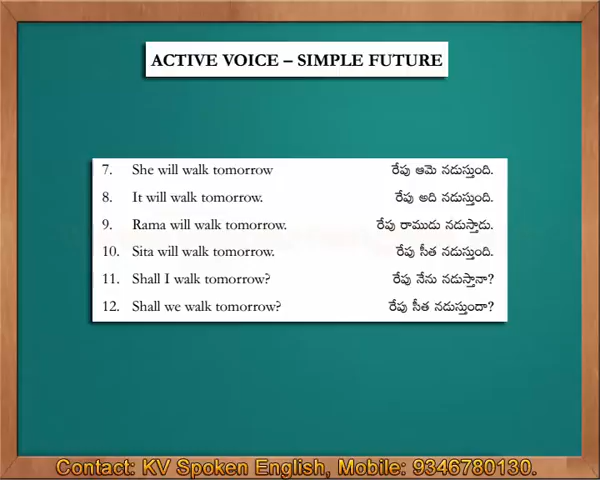 ACTIVE VOICE – SIMPLE FUTURE
7. She will walk tomorrow రేపు ఆమె నడుస్తుంది.
8. It will walk tomorrow. రేపు అది నడుస్తుంది.
9. Rama will walk tomorrow. రేపు రాముడు నడుస్తాడు.
10. Sita will walk tomorrow. రేపు సీత నడుస్తుంది.
11. Shall I walk tomorrow? రేపు నేను నడుస్తానా?
12. Shall we walk tomorrow? రేపు సీత నడుస్తుందా?
Contact: KV Spoken English, Mobile: 9346780130.